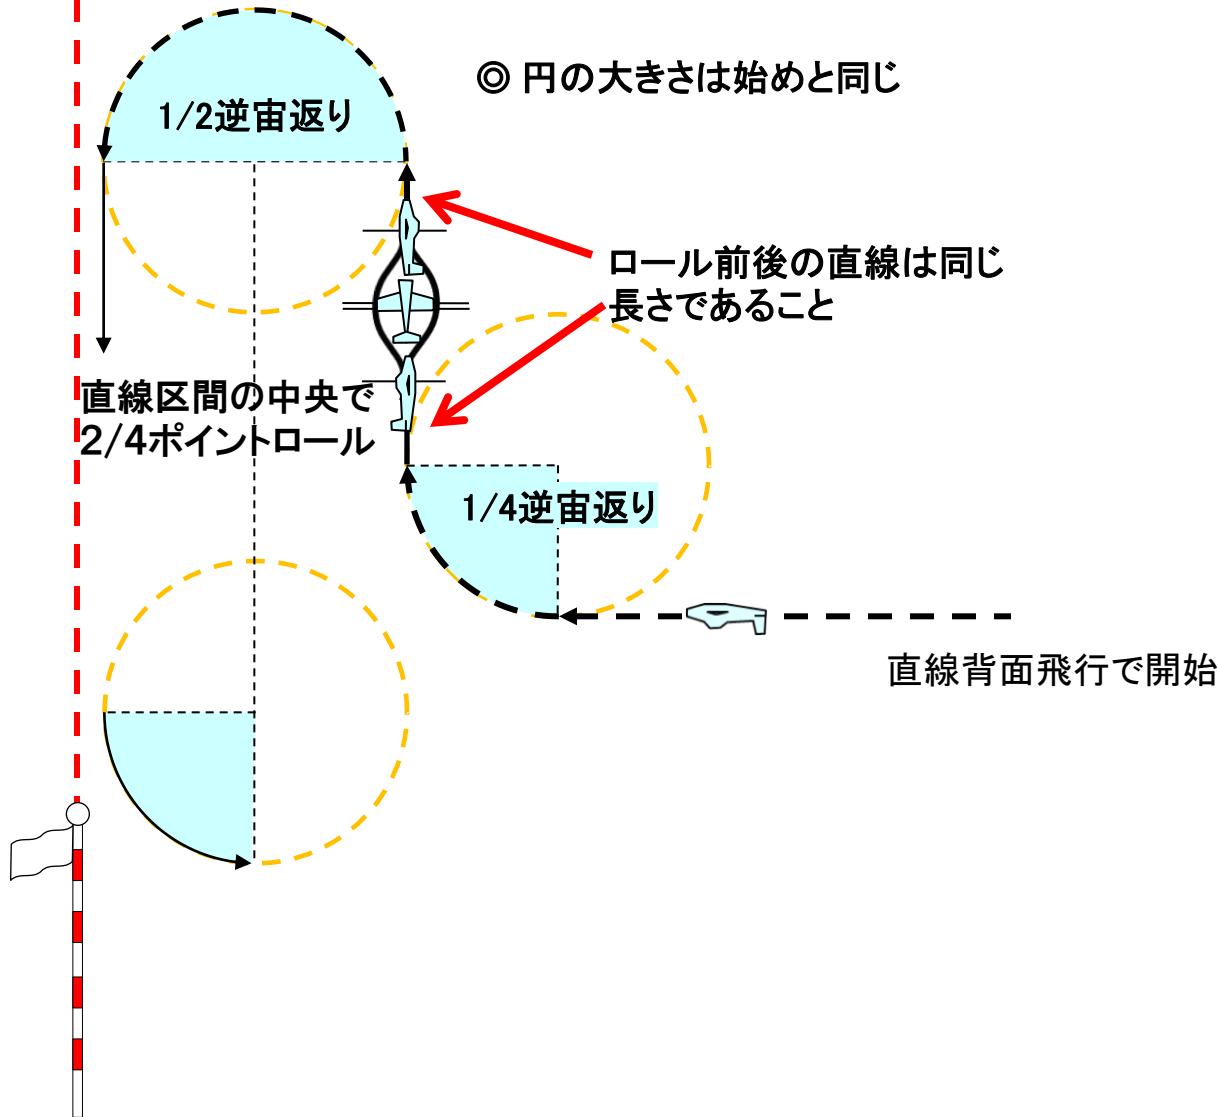 ◎ 円の大きさは始めと同じ
1/2逆宙返り
ロール前後の直線は同じ
長さであること
直線区間の中央で
2/4ポイントロール
1/4逆宙返り
直線背面飛行で開始